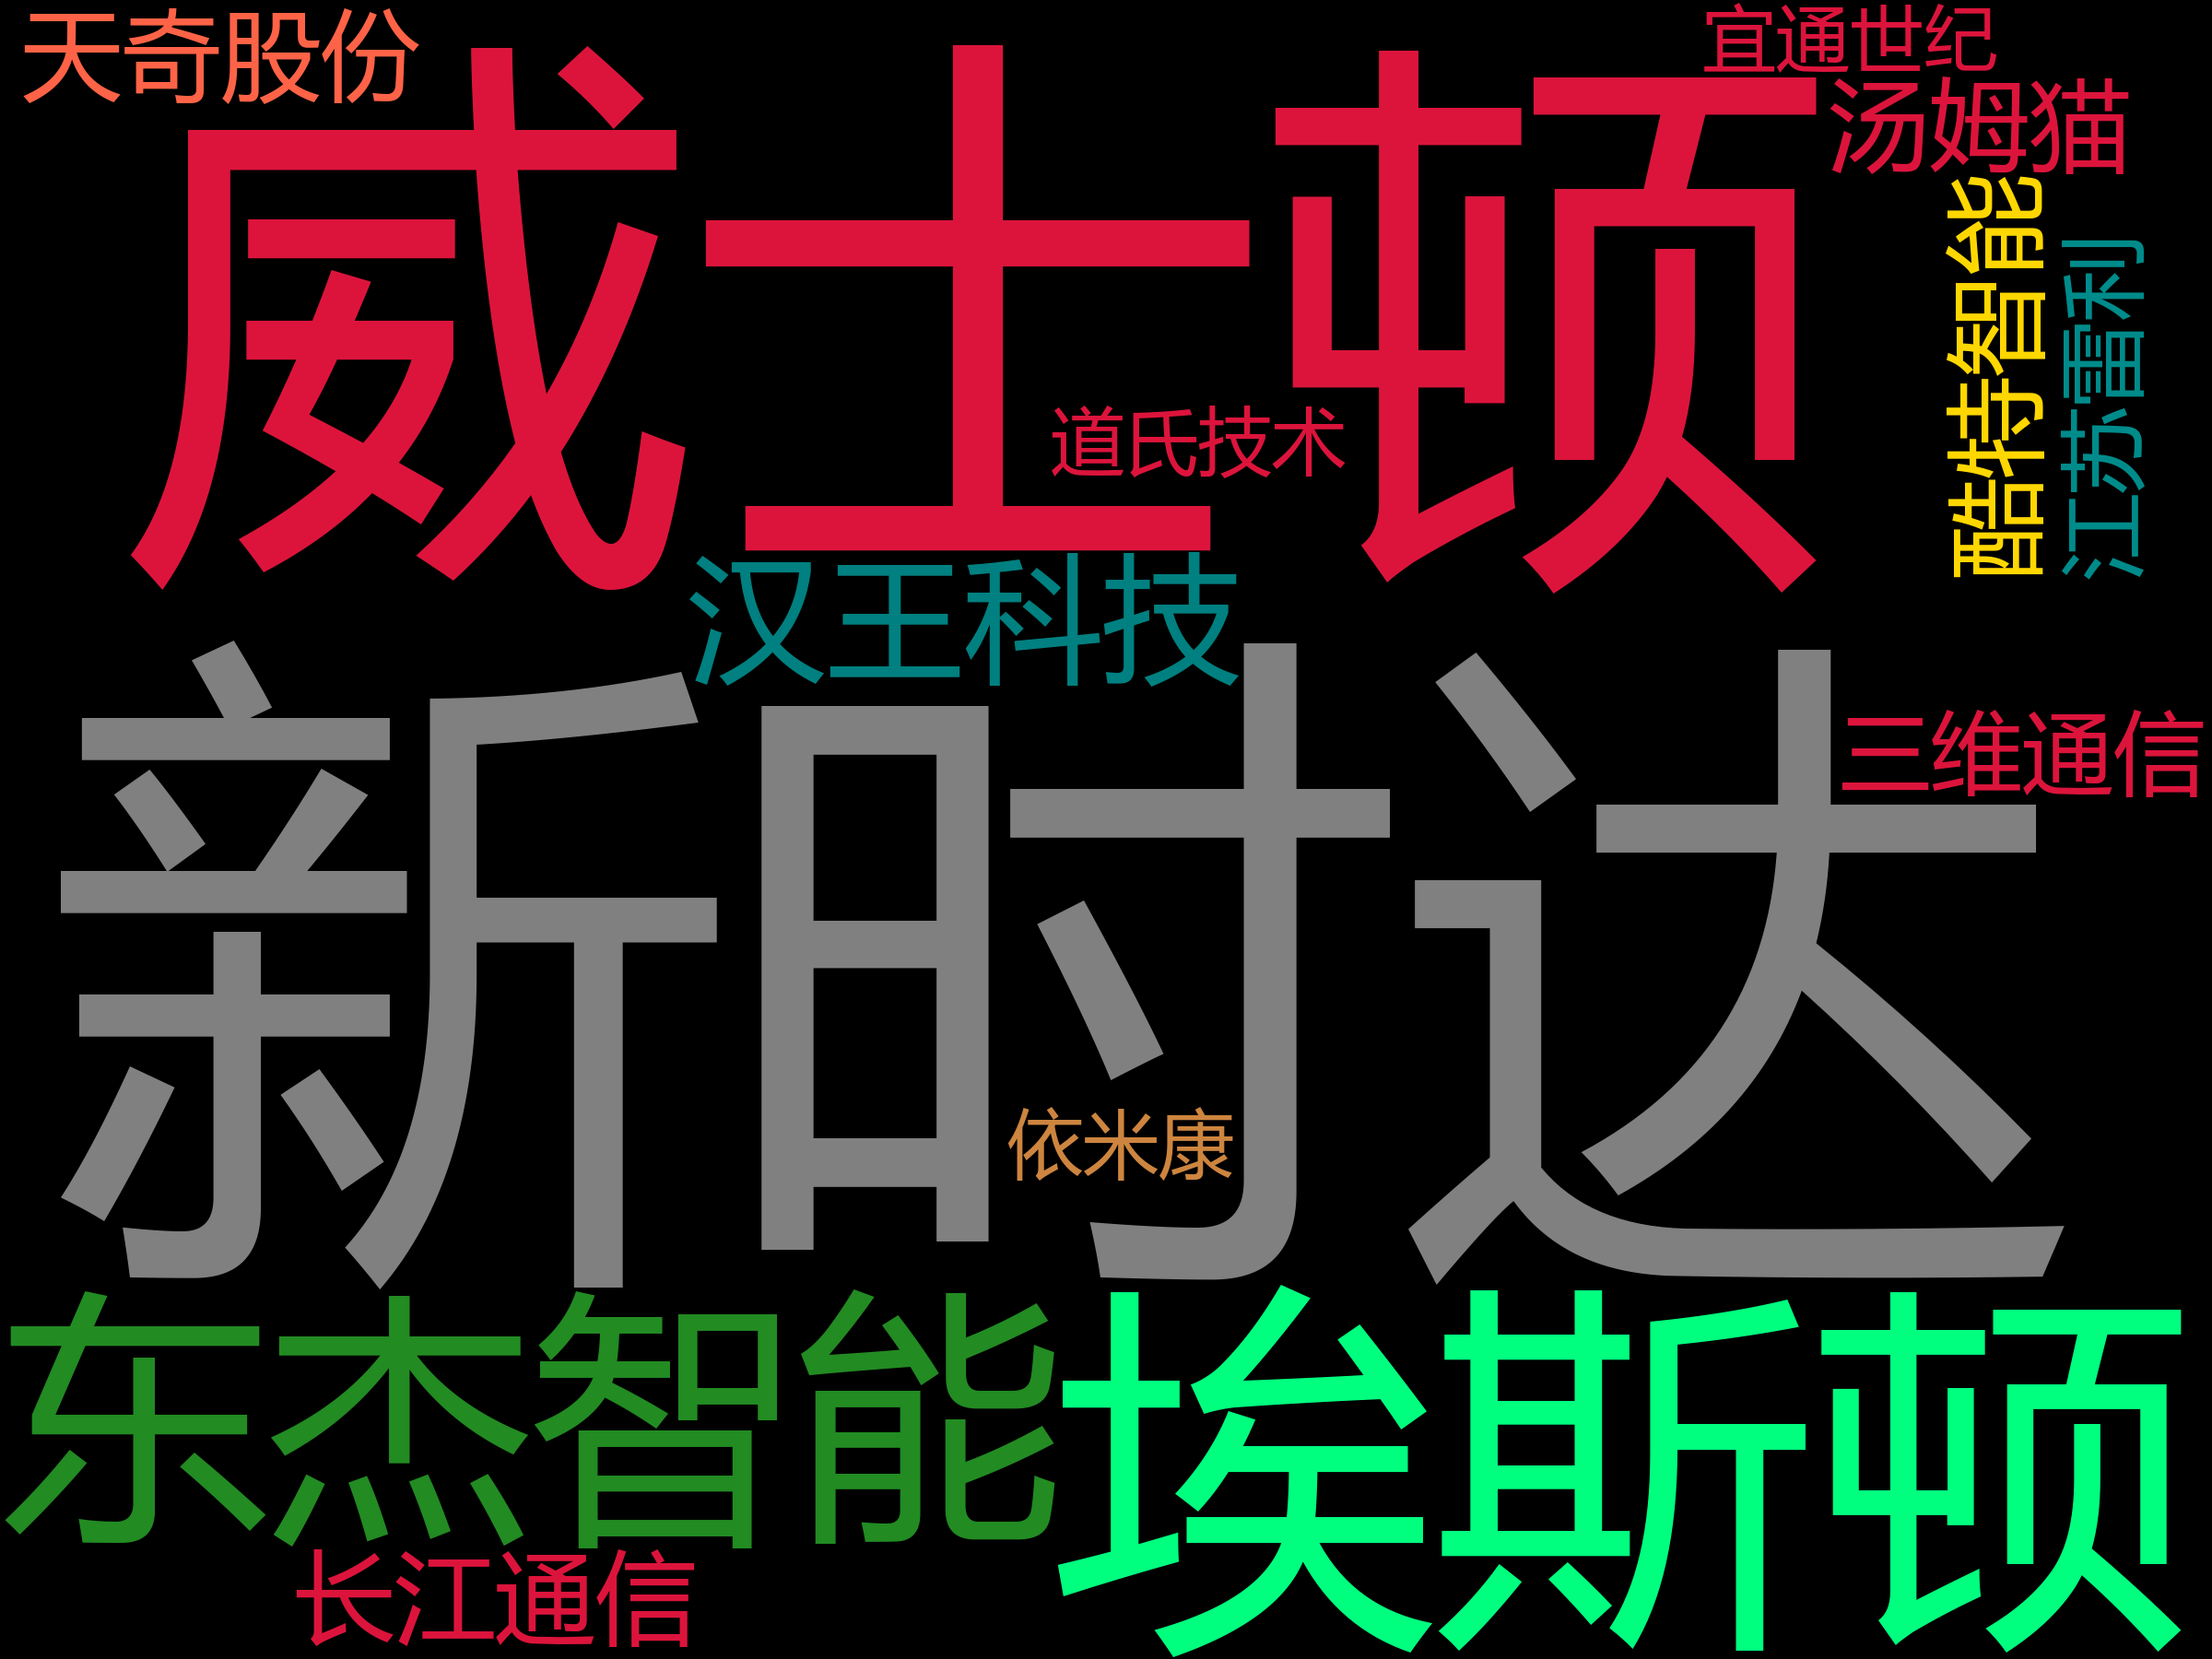 天奇股份
宜通世纪
汤姆猫
威士顿
酷特智能
江苏雷利
道氏技术
汉王科技
新时达
三维通信
依米康
东杰智能
埃斯顿
长江通信